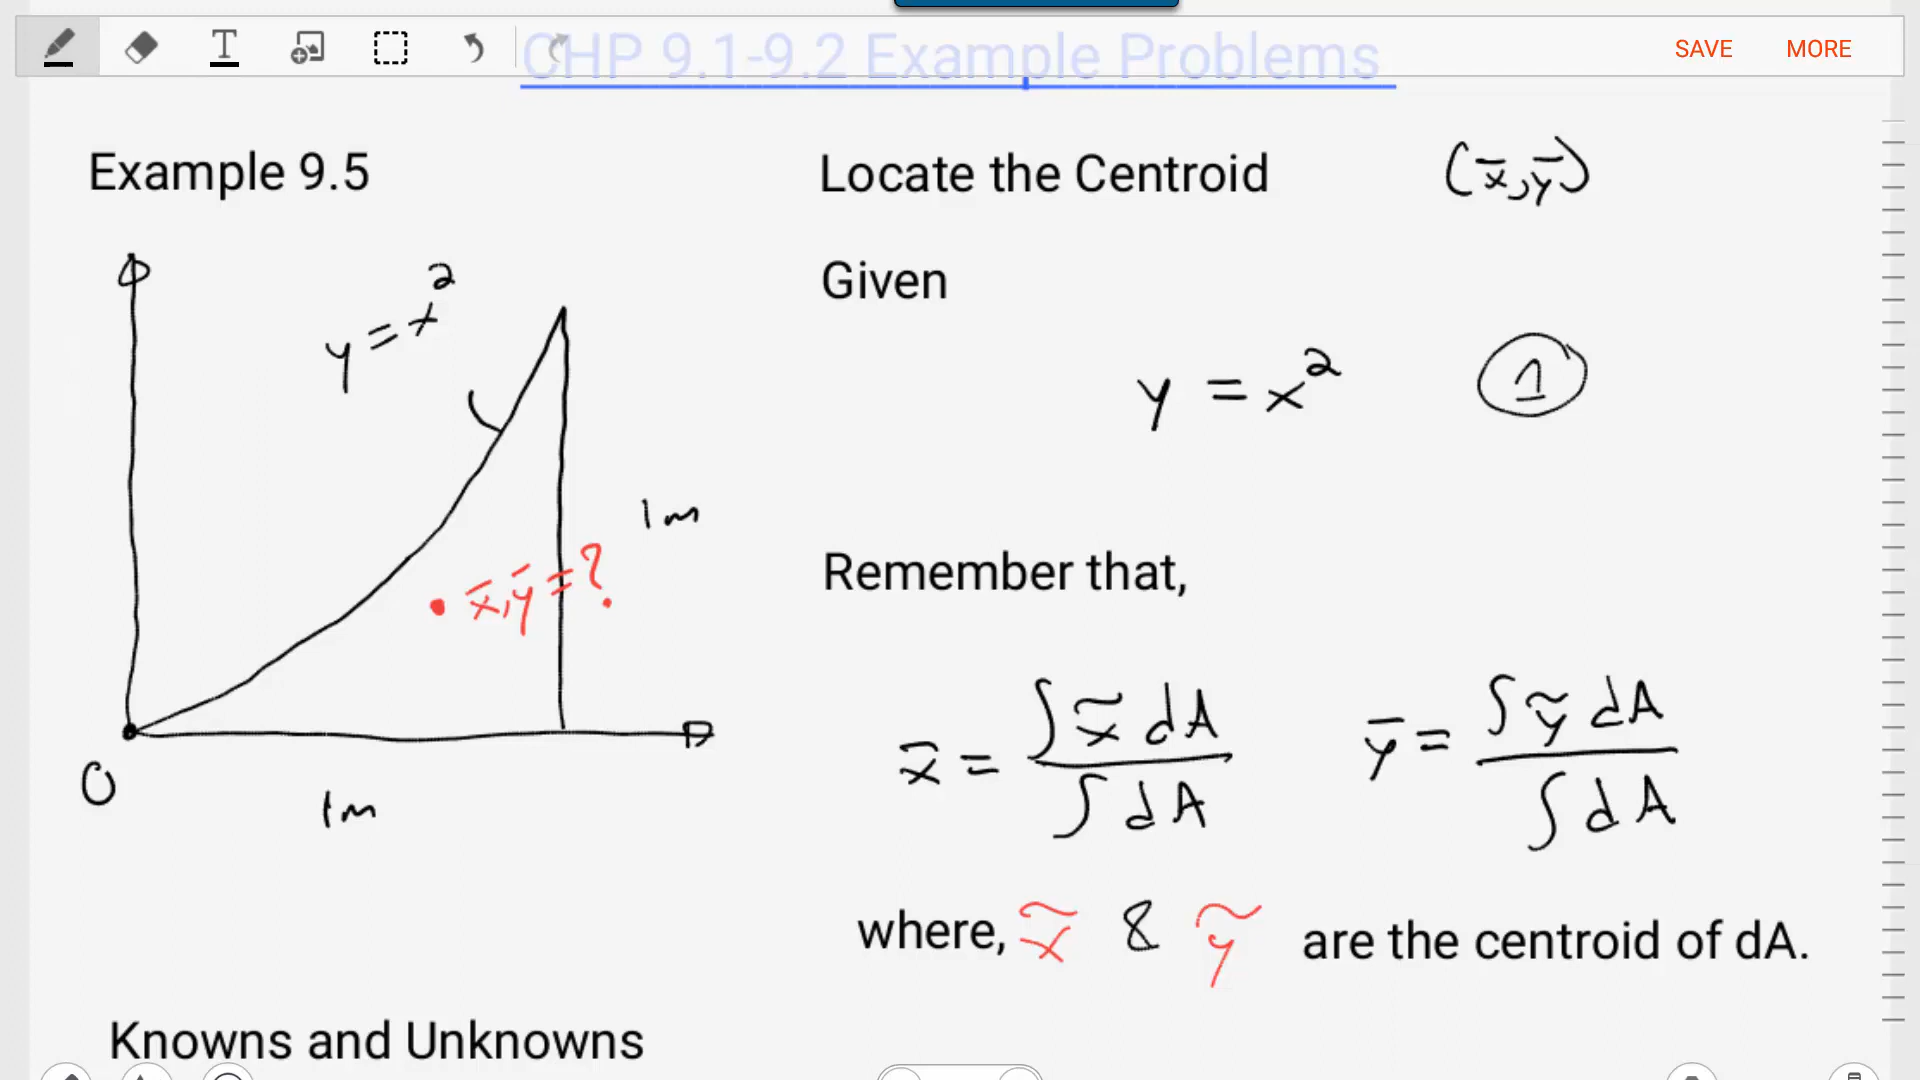 SAVE MORE
CHP 9.1-9.2 Example Problems
Example 9.5
Locate the Centroid (x̄, ȳ)
Given
y = x²
y = x² ①
1m
x̄, ȳ = ?
Remember that,
x̄ = ∫ x̃ dA / ∫ dA ȳ = ∫ ỹ dA / ∫ dA
O
1m
where, x̃ & ỹ are the centroid of dA.
Knowns and Unknowns